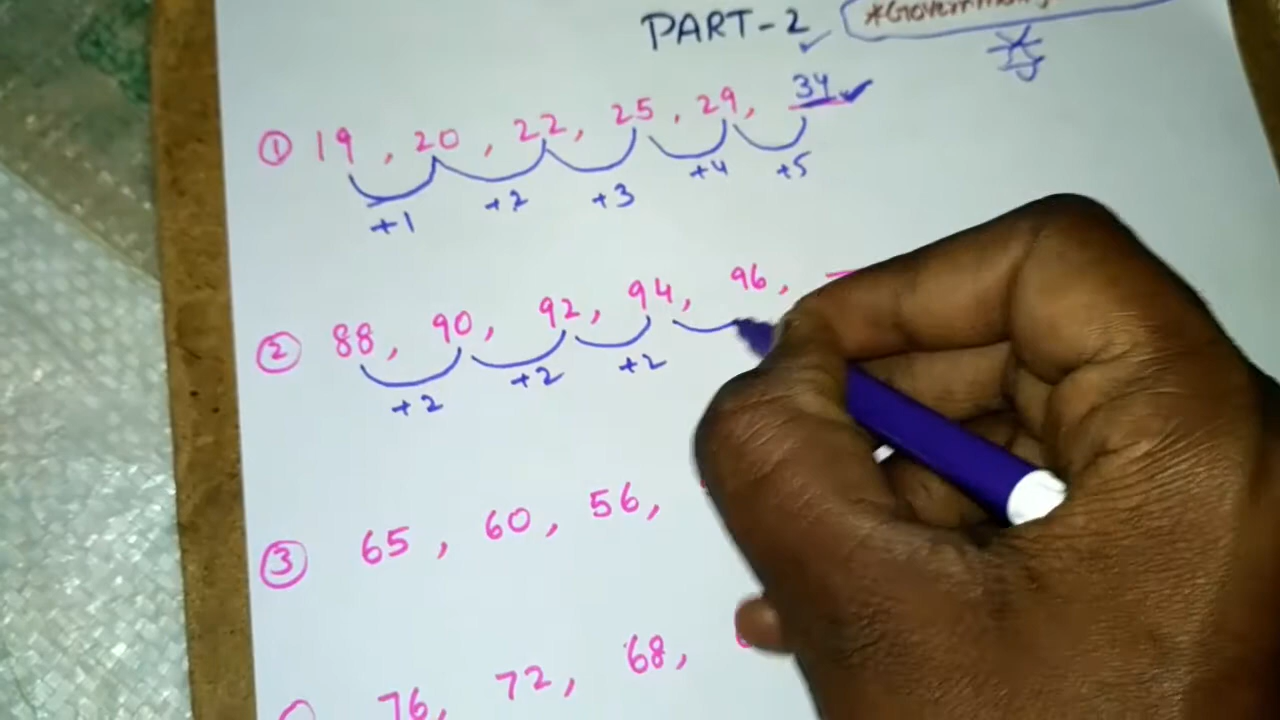 PART-2
① 19, 20, 22, 25, 29, 34
+1 +2 +3 +4 +5
② 88, 90, 92, 94, 96,
+2 +2 +2
③ 65, 60, 56,
76, 72, 68,